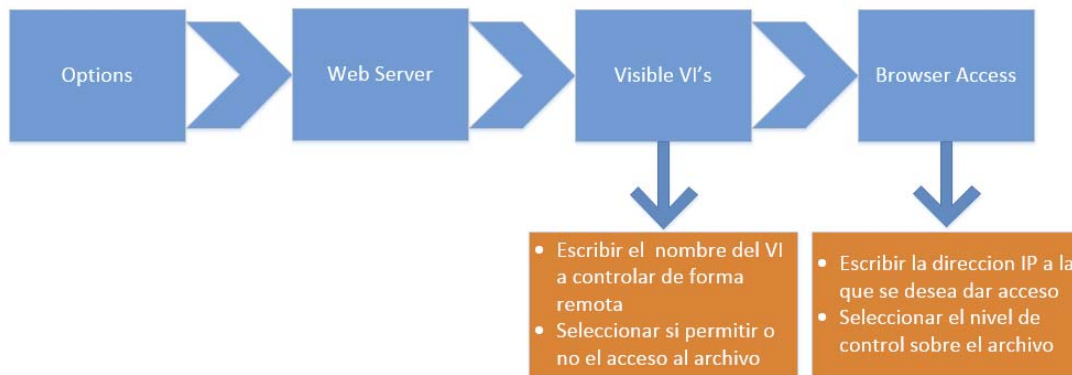 Options
Web Server
Visible VI's
Browser Access
• Escribir el nombre del VI
a controlar de forma
remota
• Seleccionar si permitir o
no el acceso al archivo
• Escribir la direccion IP a la
que se desea dar acceso
• Seleccionar el nivel de
control sobre el archivo